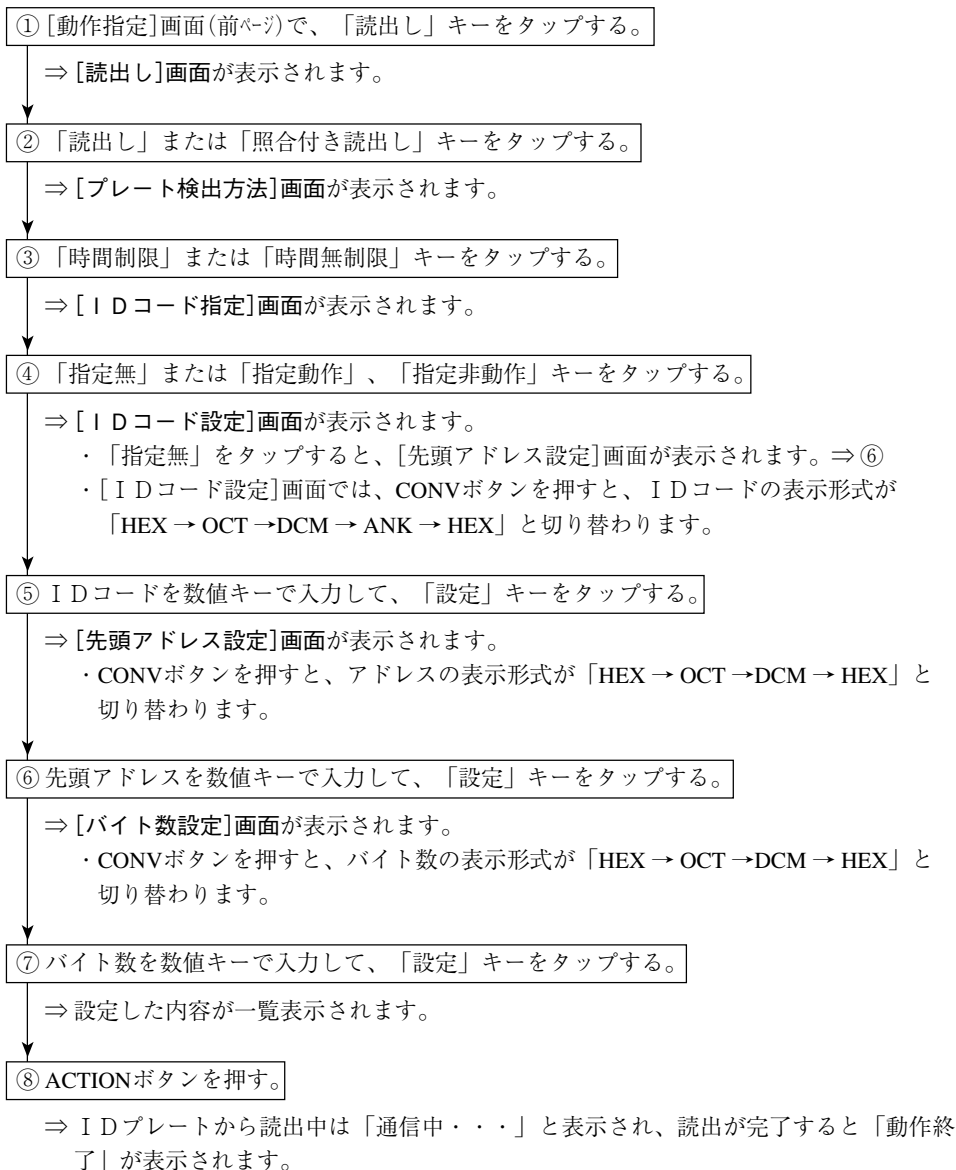 ① [動作指定]画面(前ページ)で、「読出し」キーをタップする。
⇒ [読出し]画面が表示されます。
② 「読出し」または「照合付き読出し」キーをタップする。
⇒ [プレート検出方法]画面が表示されます。
③ 「時間制限」または「時間無制限」キーをタップする。
⇒ [ＩＤコード指定]画面が表示されます。
④ 「指定無」または「指定動作」、「指定非動作」キーをタップする。
⇒ [ＩＤコード設定]画面が表示されます。
・「指定無」をタップすると、[先頭アドレス設定]画面が表示されます。⇒ ⑥
・[ＩＤコード設定]画面では、CONVボタンを押すと、ＩＤコードの表示形式が
「HEX → OCT →DCM → ANK → HEX」と切り替わります。
⑤ ＩＤコードを数値キーで入力して、「設定」キーをタップする。
⇒ [先頭アドレス設定]画面が表示されます。
・CONVボタンを押すと、アドレスの表示形式が「HEX → OCT →DCM → HEX」と
切り替わります。
⑥ 先頭アドレスを数値キーで入力して、「設定」キーをタップする。
⇒ [バイト数設定]画面が表示されます。
・CONVボタンを押すと、バイト数の表示形式が「HEX → OCT →DCM → HEX」と
切り替わります。
⑦ バイト数を数値キーで入力して、「設定」キーをタップする。
⇒ 設定した内容が一覧表示されます。
⑧ ACTIONボタンを押す。
⇒ ＩＤプレートから読出中は「通信中・・・」と表示され、読出が完了すると「動作終
了」が表示されます。